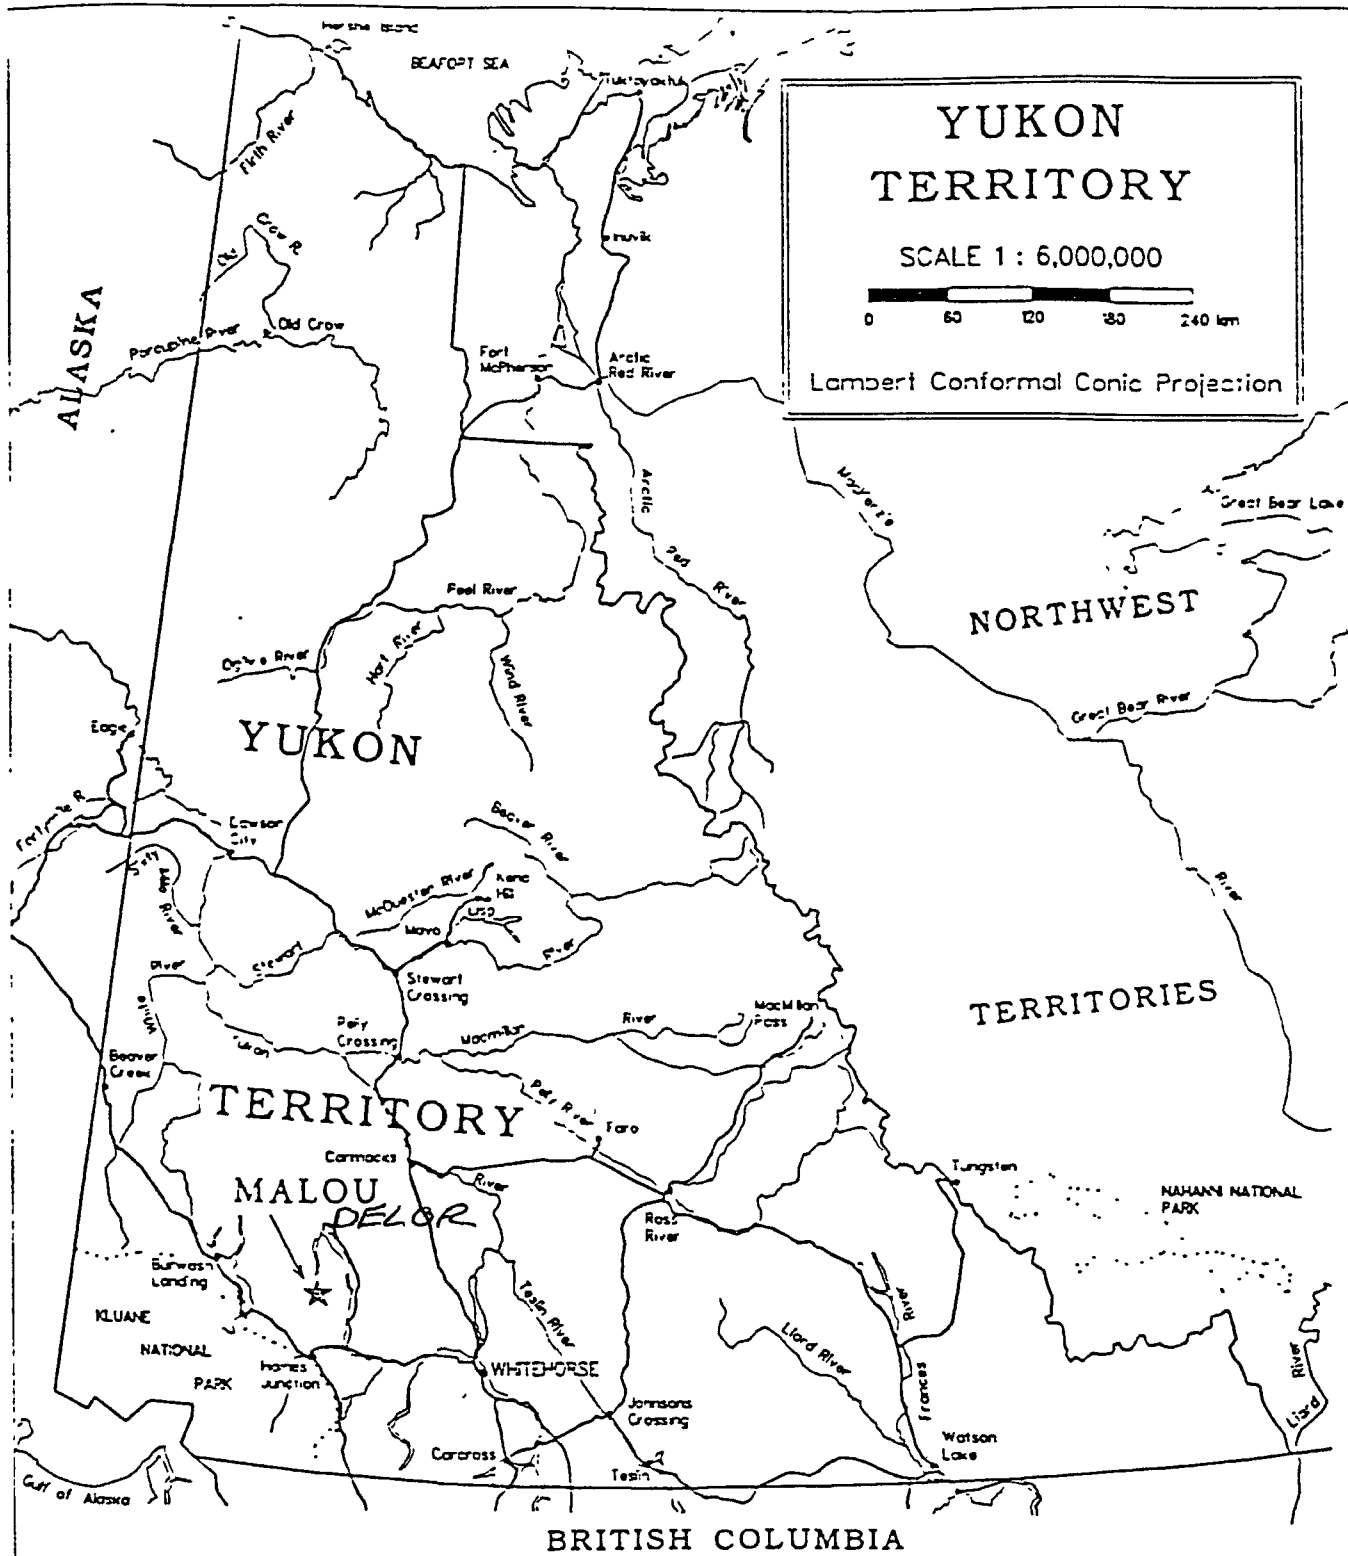 BEAFORT SEA
YUKON
TERRITORY
SCALE 1 : 6,000,000
0 60 120 180 240 km
Lambert Conformal Conic Projection
Firth River
Crow R.
Inuvik
ALASKA
Porcupine River
Old Crow
Fort
McPherson
Arctic
Red River
Arctic
Red
River
Great Bear Lake
NORTHWEST
Great Bear River
Peel River
Hart River
Wind River
Eagle
YUKON
Dawson
City
Beaver River
McQuesten River
Mayo
River
River
River
Stewart
Crossing
White
River
Stewart
Yukon
Pelly
Crossing
Macmillan
River
MacMillan
Pass
TERRITORIES
Beaver
Creek
TERRITORY
Pelly River
Faro
Carmacks
River
MALOU
DELOR
Ross
River
Tungsten
NAHANNI NATIONAL
PARK
Burwash
Landing
KLUANE
NATIONAL
PARK
Haines
Junction
WHITEHORSE
Teslin River
Liard River
River
Frances
Johnsons
Crossing
Carcross
Teslin
Watson
Lake
Liard
River
Gulf of Alaska
BRITISH COLUMBIA